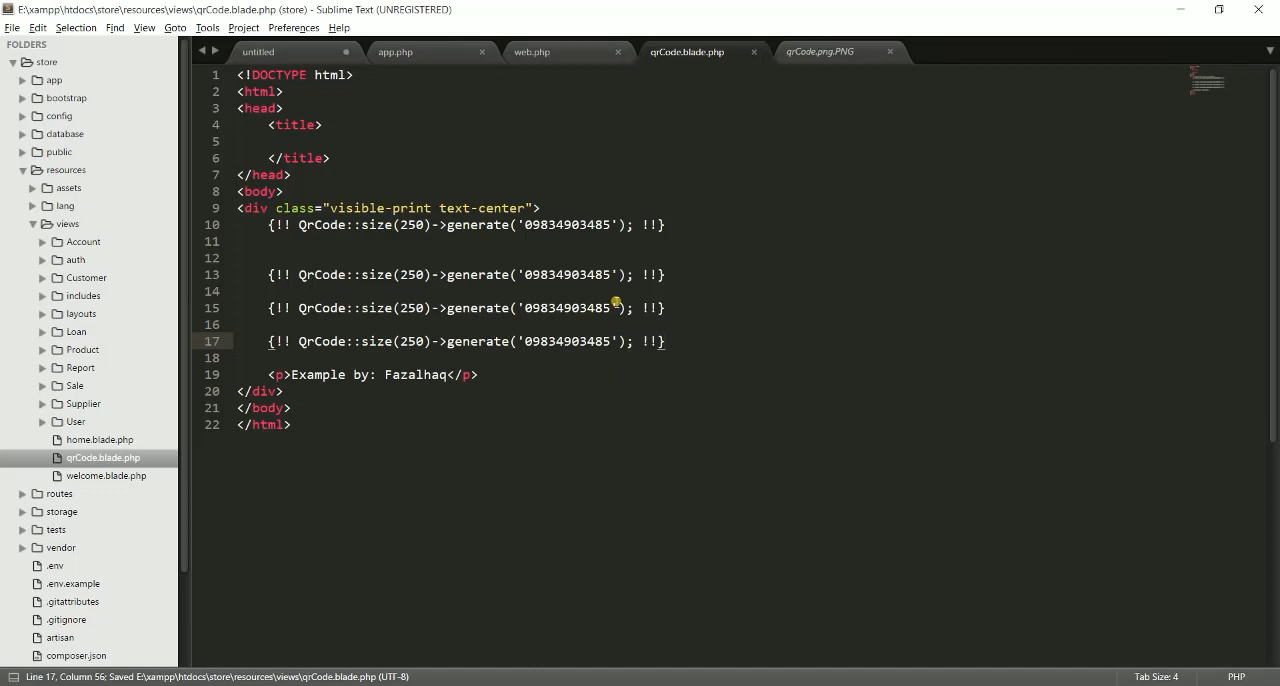 E:\xampp\htdocs\store\resources\views\qrCode.blade.php (store) - Sublime Text (UNREGISTERED)
File Edit Selection Find View Goto Tools Project Preferences Help
FOLDERS
store
app
bootstrap
config
database
public
resources
assets
lang
views
Account
auth
Customer
includes
layouts
Loan
Product
Report
Sale
Supplier
User
home.blade.php
qrCode.blade.php
welcome.blade.php
routes
storage
tests
vendor
.env
.env.example
.gitattributes
.gitignore
artisan
composer.json
untitled app.php web.php qrCode.blade.php qrCode.png.PNG
1 <!DOCTYPE html>
2 <html>
3 <head>
4 <title>
5
6 </title>
7 </head>
8 <body>
9 <div class="visible-print text-center">
10 {!! QrCode::size(250)->generate('09834903485'); !!}
11
12
13 {!! QrCode::size(250)->generate('09834903485'); !!}
14
15 {!! QrCode::size(250)->generate('09834903485'); !!}
16
17 {!! QrCode::size(250)->generate('09834903485'); !!}
18
19 <p>Example by: Fazalhaq</p>
20 </div>
21 </body>
22 </html>
Line 17, Column 56; Saved E:\xampp\htdocs\store\resources\views\qrCode.blade.php (UTF-8) Tab Size: 4 PHP